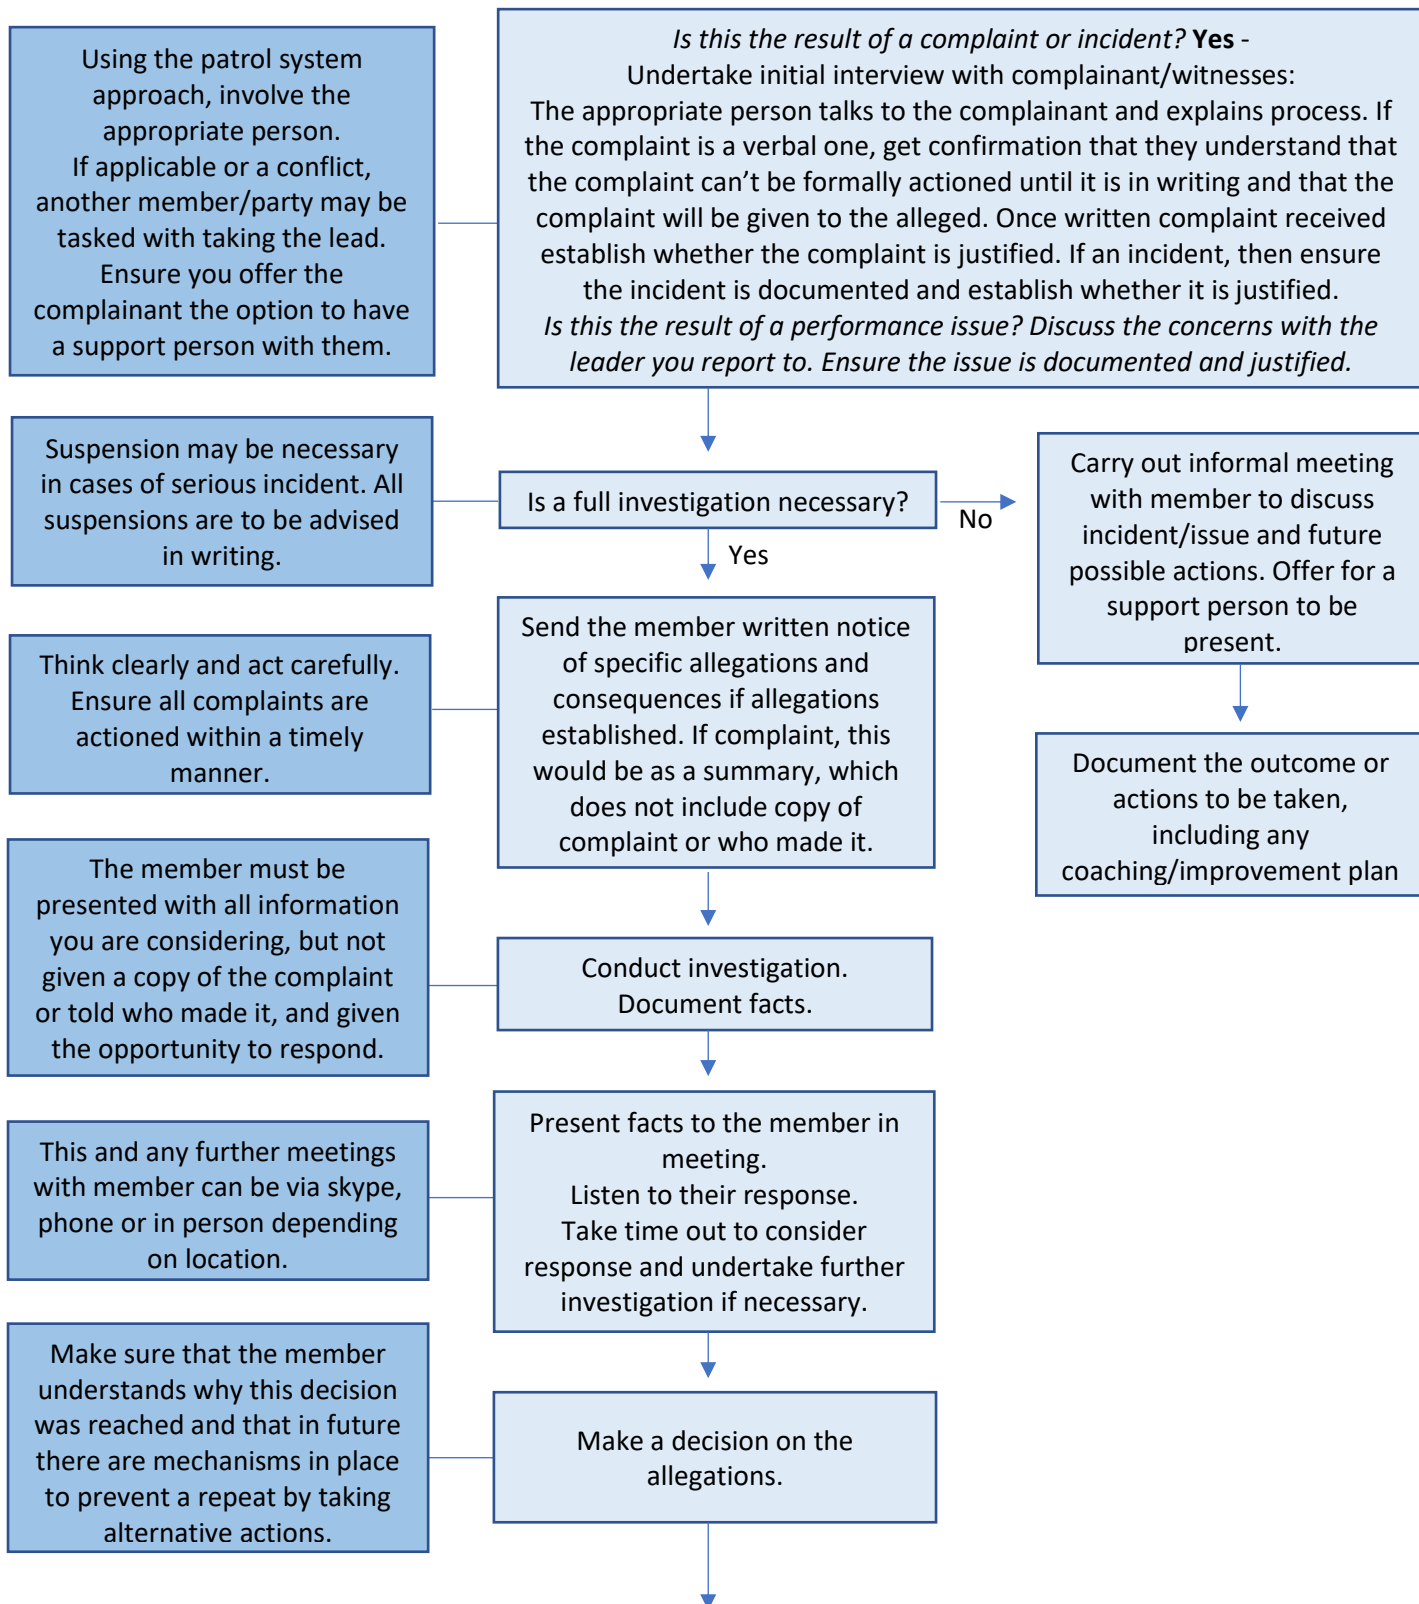 Using the patrol system
approach, involve the
appropriate person.
If applicable or a conflict,
another member/party may be
tasked with taking the lead.
Ensure you offer the
complainant the option to have
a support person with them.
Is this the result of a complaint or incident? Yes -
Undertake initial interview with complainant/witnesses:
The appropriate person talks to the complainant and explains process. If
the complaint is a verbal one, get confirmation that they understand that
the complaint can’t be formally actioned until it is in writing and that the
complaint will be given to the alleged. Once written complaint received
establish whether the complaint is justified. If an incident, then ensure
the incident is documented and establish whether it is justified.
Is this the result of a performance issue? Discuss the concerns with the
leader you report to. Ensure the issue is documented and justified.
Suspension may be necessary
in cases of serious incident. All
suspensions are to be advised
in writing.
Is a full investigation necessary?
No
Yes
Carry out informal meeting
with member to discuss
incident/issue and future
possible actions. Offer for a
support person to be
present.
Think clearly and act carefully.
Ensure all complaints are
actioned within a timely
manner.
Send the member written notice
of specific allegations and
consequences if allegations
established. If complaint, this
would be as a summary, which
does not include copy of
complaint or who made it.
Document the outcome or
actions to be taken,
including any
coaching/improvement plan
The member must be
presented with all information
you are considering, but not
given a copy of the complaint
or told who made it, and given
the opportunity to respond.
Conduct investigation.
Document facts.
This and any further meetings
with member can be via skype,
phone or in person depending
on location.
Present facts to the member in
meeting.
Listen to their response.
Take time out to consider
response and undertake further
investigation if necessary.
Make sure that the member
understands why this decision
was reached and that in future
there are mechanisms in place
to prevent a repeat by taking
alternative actions.
Make a decision on the
allegations.